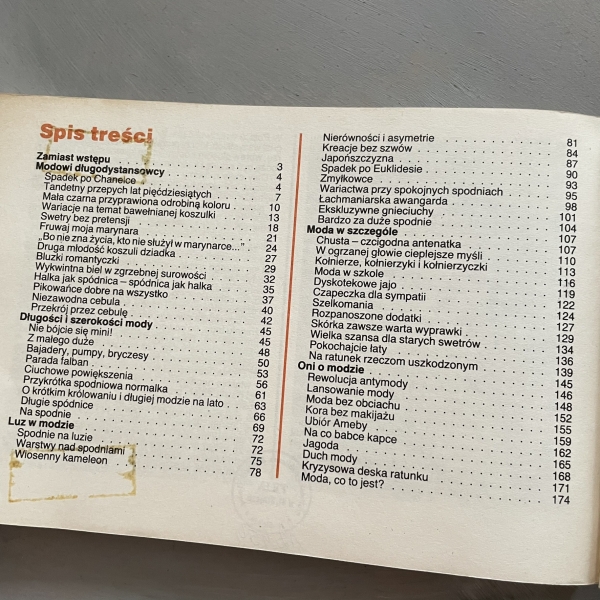 Spis treści
Zamiast wstępu 3
Modowi długodystansowcy 4
Spadek po Chanelce 4
Tandetny przepych lat pięćdziesiątych 7
Mała czarna przyprawiona odrobiną koloru 10
Wariacje na temat bawełnianej koszulki 13
Swetry bez pretensji 18
Fruwaj moja marynara 21
„Bo nie zna życia, kto nie służył w marynarce..." 24
Druga młodość koszuli dziadka 27
Bluzki romantyczki 29
Wykwintna biel w zgrzebnej surowości 32
Halka jak spódnica – spódnica jak halka 35
Pikowańce dobre na wszystko 37
Niezawodna cebula 40
Przekrój przez cebulę 42
Długości i szerokości mody 45
Nie bójcie się mini! 45
Z małego duże 48
Bajadery, pumpy, bryczesy 50
Parada falban 53
Ciuchowe powiększenia 56
Przykrótka spodniowa normalka 61
O krótkim królowaniu i długiej modzie na lato 63
Długie spódnice 66
Na spodnie 69
Luz w modzie 72
Spodnie na luzie 72
Warstwy nad spodniami 75
Wiosenny kameleon 78
Nierówności i asymetrie 81
Kreacje bez szwów 84
Japończyzna 87
Spadek po Euklidesie 90
Zmyłkowce 93
Wariactwa przy spokojnych spodniach 95
Łachmaniarska awangarda 98
Ekskluzywne gnieciuchy 101
Bardzo za duże spodnie 104
Moda w szczególe 107
Chusta – czcigodna antenatka 107
W ogrzanej głowie cieplejsze myśli 110
Kołnierze, kołnierzyki i kołnierzyczki 113
Moda w szkole 116
Dyskotekowe jajo 119
Czapeczka dla sympatii 122
Szelkomania 124
Rozpanoszone dodatki 127
Skórka zawsze warta wyprawki 129
Wielka szansa dla starych swetrów 134
Pokochajcie łaty 136
Na ratunek rzeczom uszkodzonym 139
Oni o modzie 145
Rewolucja antymody 146
Lansowanie mody 148
Moda bez obciachu 152
Kora bez makijażu 155
Ubiór Ameby 159
Na co babce kapce 162
Jagoda 165
Duch mody 168
Kryzysowa deska ratunku 171
Moda, co to jest? 174